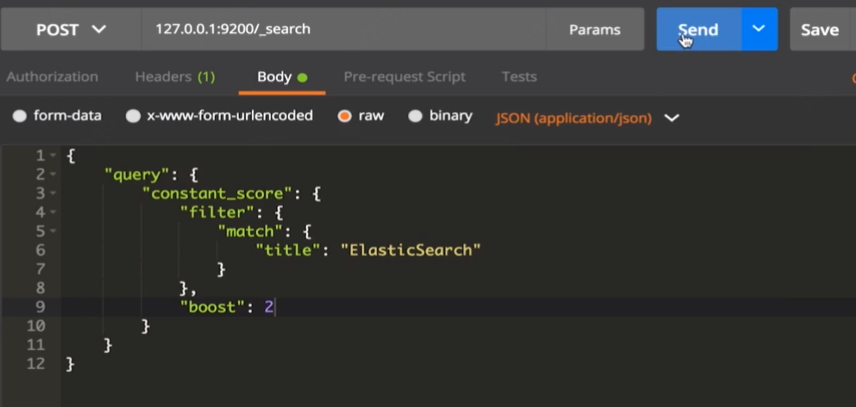 POST 127.0.0.1:9200/_search Params Send Save
Authorization Headers (1) Body Pre-request Script Tests
form-data x-www-form-urlencoded raw binary JSON (application/json)
1 {
2 "query": {
3 "constant_score": {
4 "filter": {
5 "match": {
6 "title": "ElasticSearch"
7 }
8 },
9 "boost": 2
10 }
11 }
12 }